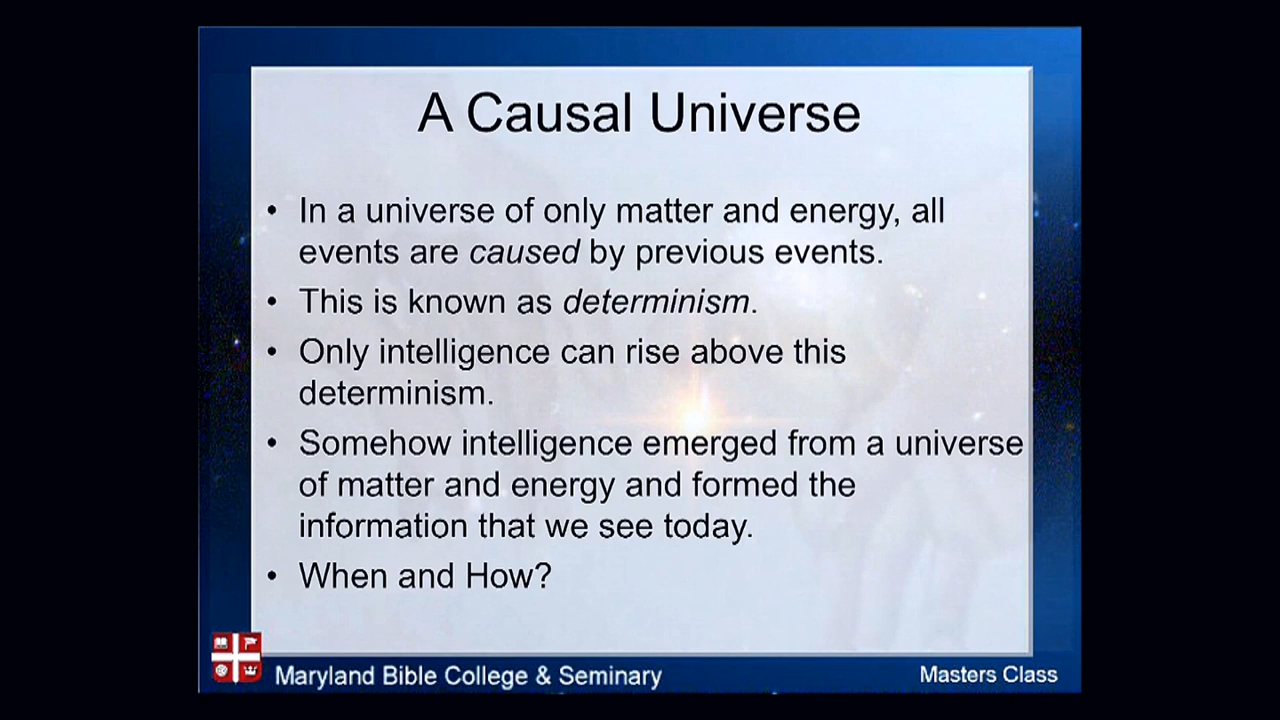 A Causal Universe
• In a universe of only matter and energy, all
events are caused by previous events.
• This is known as determinism.
• Only intelligence can rise above this
determinism.
• Somehow intelligence emerged from a universe
of matter and energy and formed the
information that we see today.
• When and How?
Maryland Bible College & Seminary
Masters Class